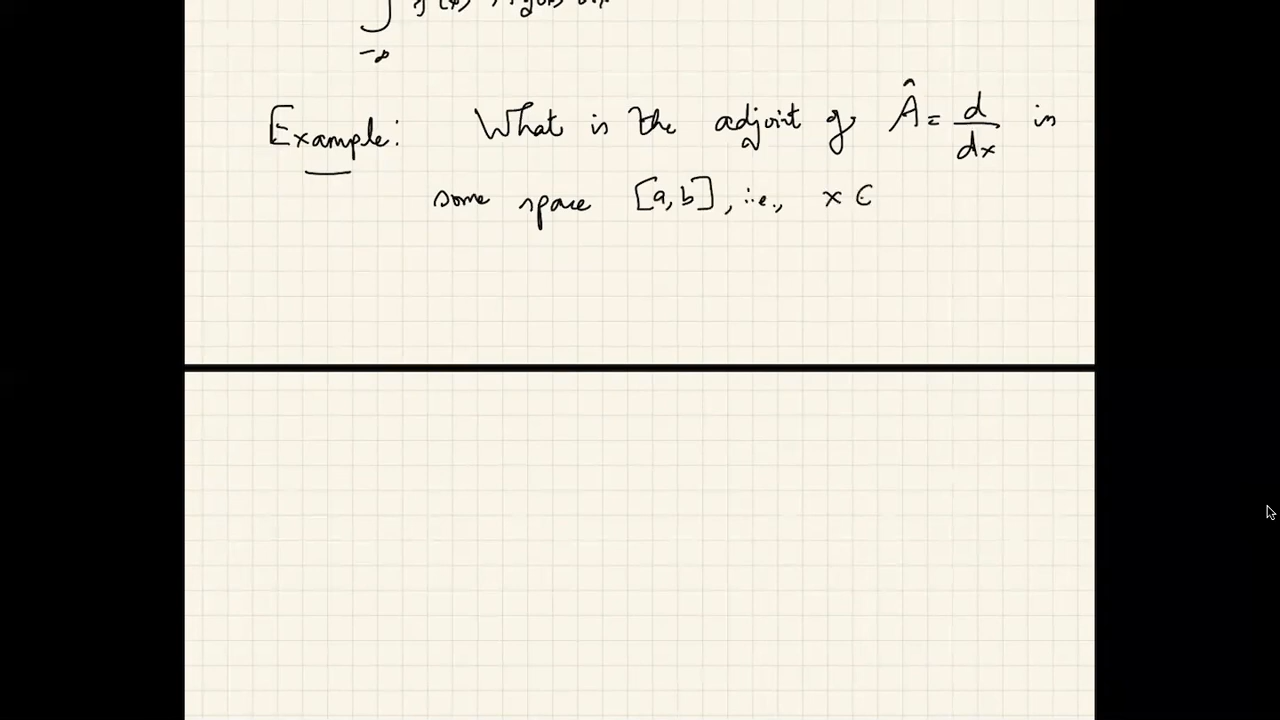 -∞
Example: What is the adjoint of Â = d/dx in
some space [a,b], i.e., x ∈